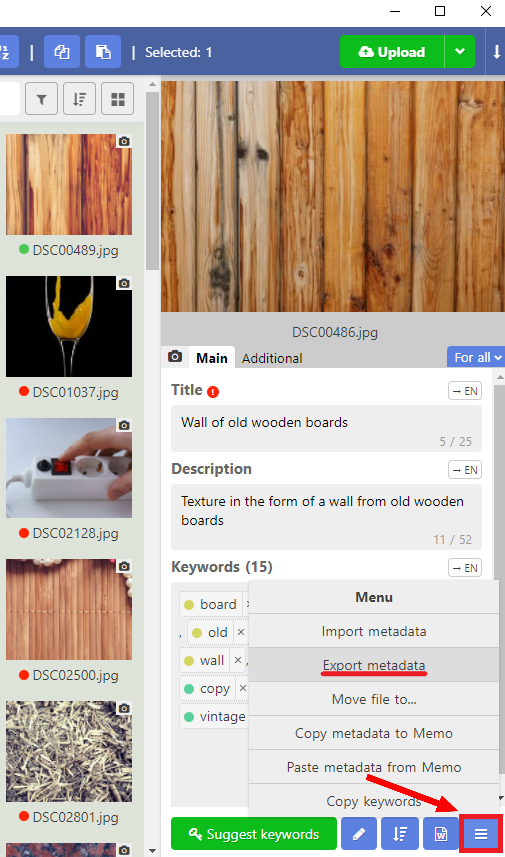 Selected: 1
Upload
DSC00489.jpg
DSC01037.jpg
DSC02128.jpg
DSC02500.jpg
DSC02801.jpg
DSC00486.jpg
Main
Additional
For all
Title
→ EN
Wall of old wooden boards
5 / 25
Description
→ EN
Texture in the form of a wall from old wooden
boards
11 / 52
Keywords (15)
→ EN
board
, old ×
wall × ,
copy ×
vintage
Menu
Import metadata
Export metadata
Move file to...
Copy metadata to Memo
Paste metadata from Memo
Copy keywords
Suggest keywords
W